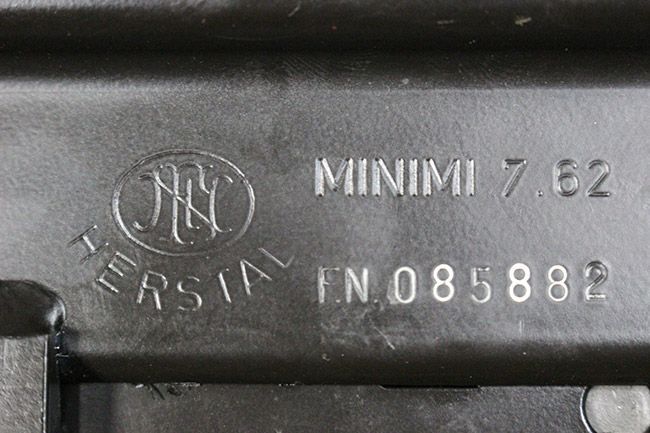 FN
HERSTAL
MINIMI 7.62
F.N. 085882